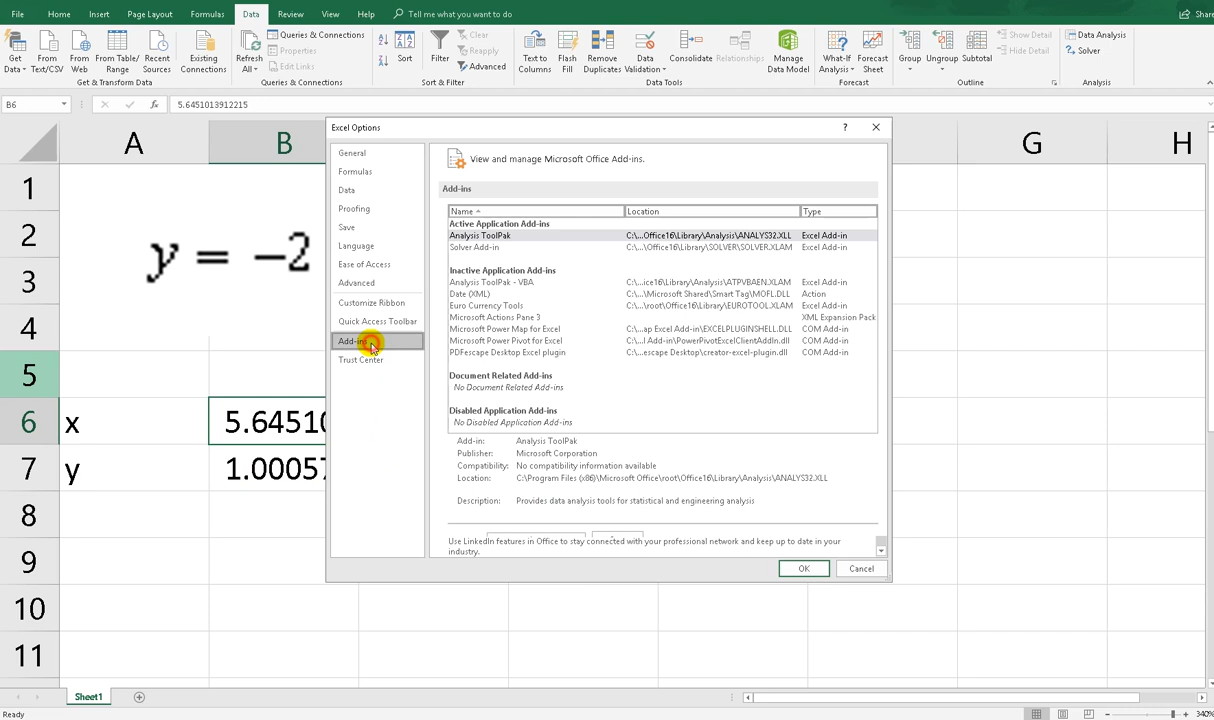 File Home Insert Page Layout Formulas Data Review View Help Tell me what you want to do Share
Get Data From Text/CSV From Web From Table/ Range Recent Sources Existing Connections Refresh All Queries & Connections Properties Edit Links Sort Filter Clear Reapply Advanced Text to Columns Flash Fill Remove Duplicates Data Validation Consolidate Relationships Manage Data Model What-If Analysis Forecast Sheet Group Ungroup Subtotal Show Detail Hide Detail Data Analysis Solver
Get & Transform Data Queries & Connections Sort & Filter Data Tools Forecast Outline Analysis
B6 fx 5.6451013912215
A B G H
1
2
3
4
5
6
7
8
9
10
11
y = −2
x 5.6451
y 1.0005
Excel Options ? ×
General
Formulas
Data
Proofing
Save
Language
Ease of Access
Advanced
Customize Ribbon
Quick Access Toolbar
Add-ins
Trust Center
View and manage Microsoft Office Add-ins.
Add-ins
Name Location Type
Active Application Add-ins
Analysis ToolPak C:\...Office16\Library\Analysis\ANALYS32.XLL Excel Add-in
Solver Add-in C:\...\Office16\Library\SOLVER\SOLVER.XLAM Excel Add-in
Inactive Application Add-ins
Analysis ToolPak - VBA C:\...ice16\Library\Analysis\ATPVBAEN.XLAM Excel Add-in
Date (XML) C:\...\Microsoft Shared\Smart Tag\MOFL.DLL Action
Euro Currency Tools C:\...root\Office16\Library\EUROTOOL.XLAM Excel Add-in
Microsoft Actions Pane 3 XML Expansion Pack
Microsoft Power Map for Excel C:\...ap Excel Add-in\EXCELPLUGINSHELL.DLL COM Add-in
Microsoft Power Pivot for Excel C:\...l Add-in\PowerPivotExcelClientAddIn.dll COM Add-in
PDFescape Desktop Excel plugin C:\...escape Desktop\creator-excel-plugin.dll COM Add-in
Document Related Add-ins
No Document Related Add-ins
Disabled Application Add-ins
No Disabled Application Add-ins
Add-in: Analysis ToolPak
Publisher: Microsoft Corporation
Compatibility: No compatibility information available
Location: C:\Program Files (x86)\Microsoft Office\root\Office16\Library\Analysis\ANALYS32.XLL
Description: Provides data analysis tools for statistical and engineering analysis
Use LinkedIn features in Office to stay connected with your professional network and keep up to date in your
industry.
OK Cancel
Sheet1
Ready 340%